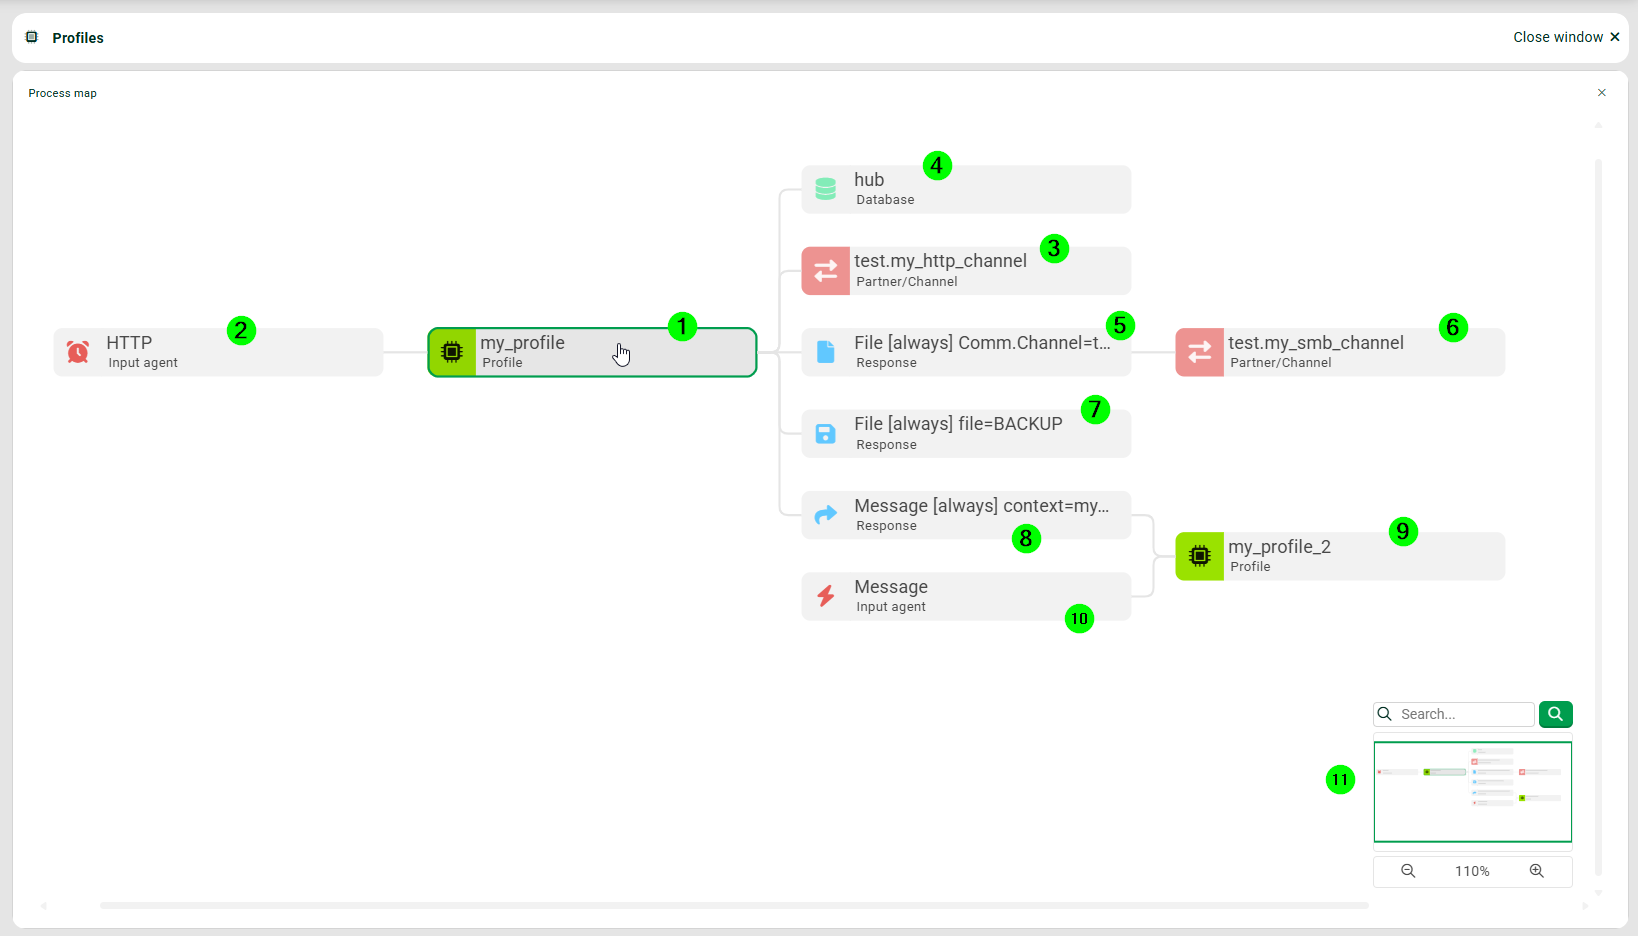 Profiles
Close window ×
Process map
×
4
hub
Database
3
test.my_http_channel
Partner/Channel
2
HTTP
Input agent
1
my_profile
Profile
5
File [always] Comm.Channel=t...
Response
6
test.my_smb_channel
Partner/Channel
7
File [always] file=BACKUP
Response
Message [always] context=my...
Response
8
9
my_profile_2
Profile
Message
Input agent
10
Search...
11
110%